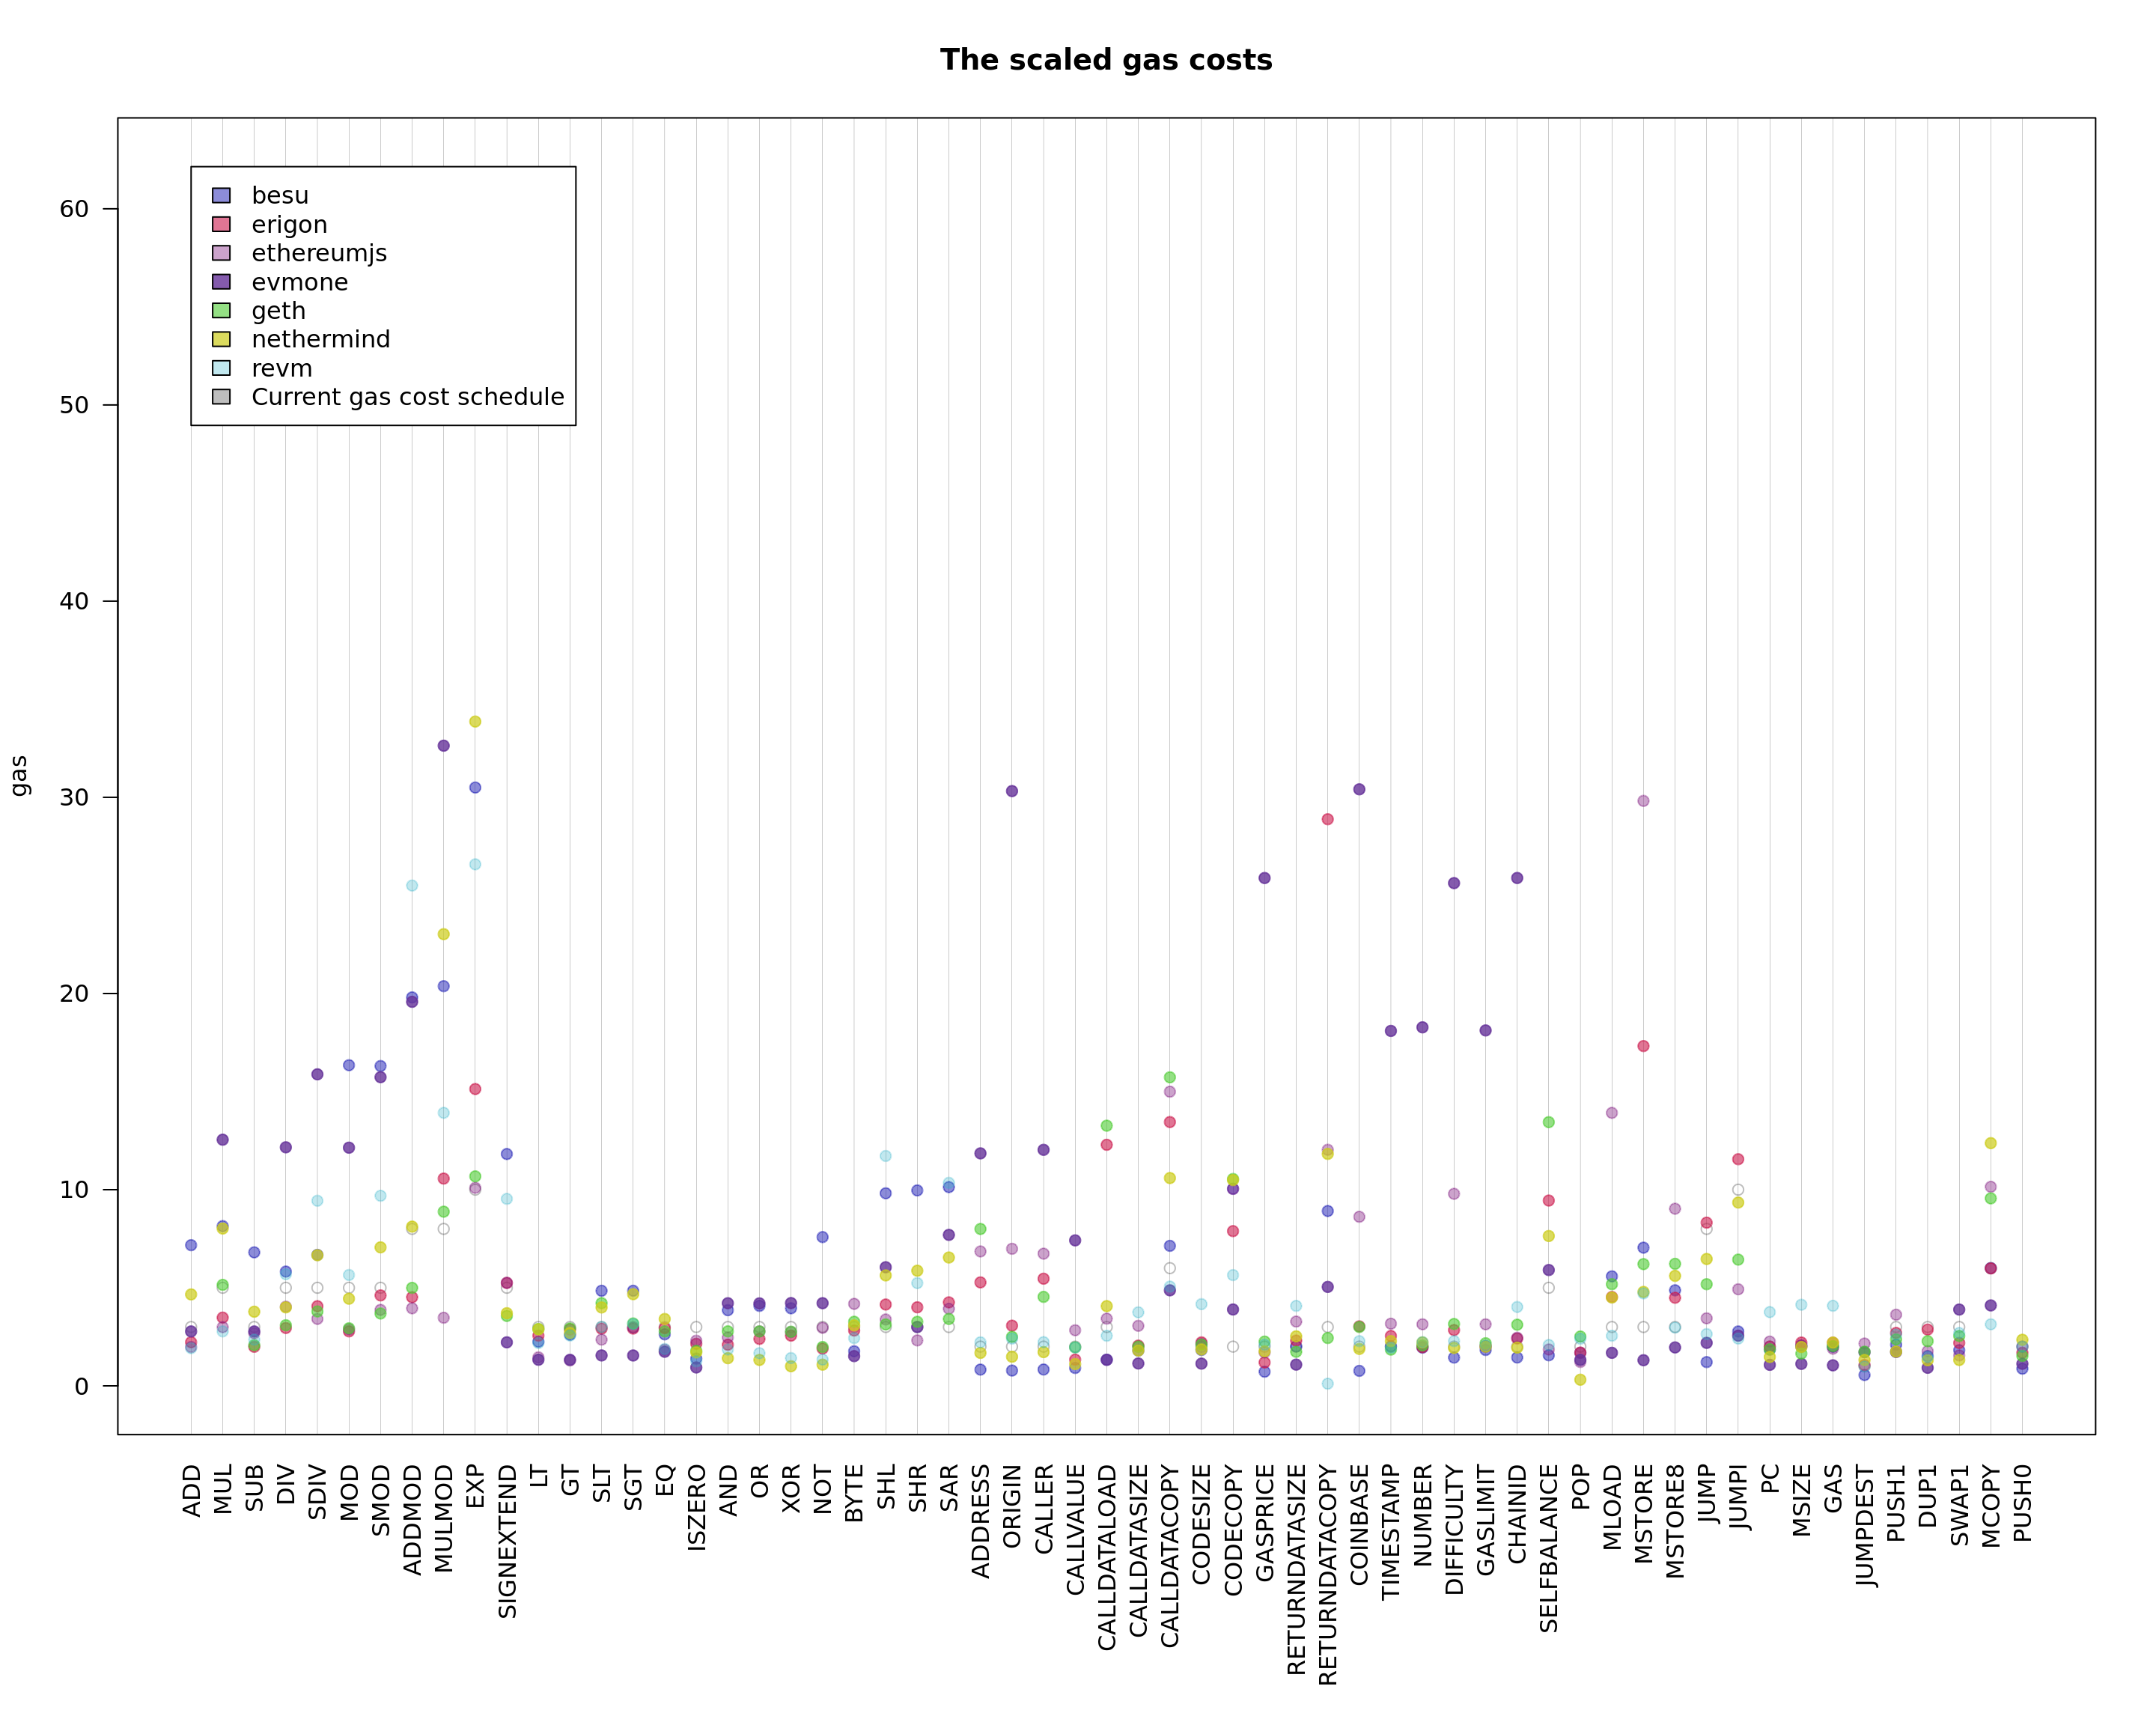 The scaled gas costs
besu
erigon
ethereumjs
evmone
geth
nethermind
revm
Current gas cost schedule
gas
60
50
40
30
20
10
0
ADD
MUL
SUB
DIV
SDIV
MOD
SMOD
ADDMOD
MULMOD
EXP
SIGNEXTEND
LT
GT
SLT
SGT
EQ
ISZERO
AND
OR
XOR
NOT
BYTE
SHL
SHR
SAR
ADDRESS
ORIGIN
CALLER
CALLVALUE
CALLDATALOAD
CALLDATASIZE
CALLDATACOPY
CODESIZE
CODECOPY
GASPRICE
RETURNDATASIZE
RETURNDATACOPY
COINBASE
TIMESTAMP
NUMBER
DIFFICULTY
GASLIMIT
CHAINID
SELFBALANCE
POP
MLOAD
MSTORE
MSTORE8
JUMP
JUMPI
PC
MSIZE
GAS
JUMPDEST
PUSH1
DUP1
SWAP1
MCOPY
PUSH0